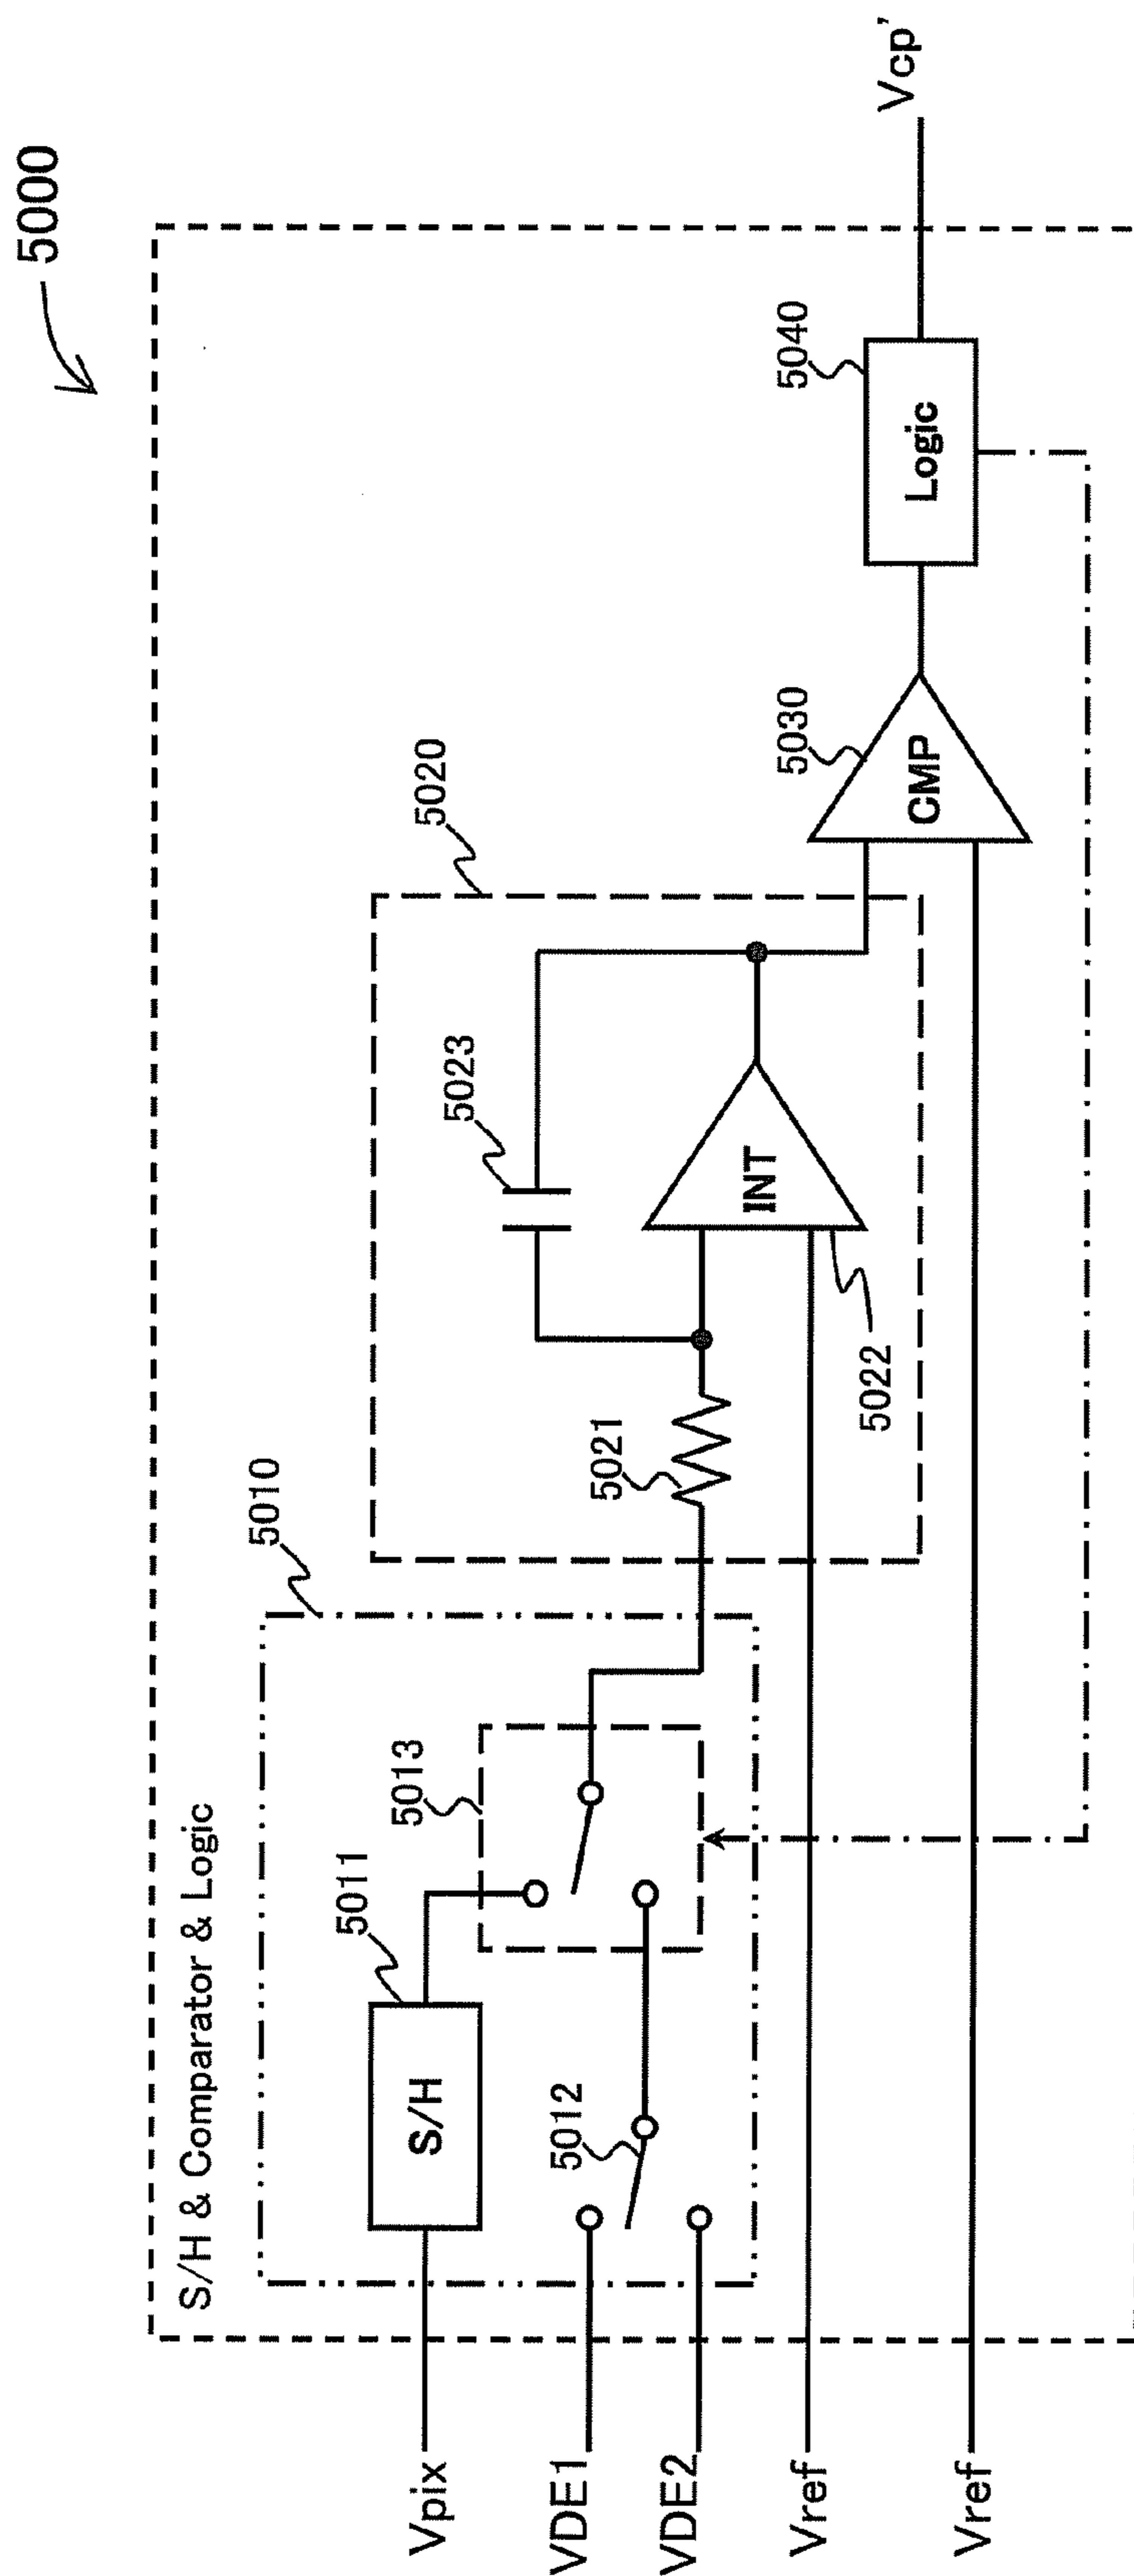 5000
S/H & Comparator & Logic
5010
5011
S/H
5013
5012
5020
5021
5023
INT
5022
5030
CMP
5040
Logic
Vpix
VDE1
VDE2
Vref
Vref
Vcp'